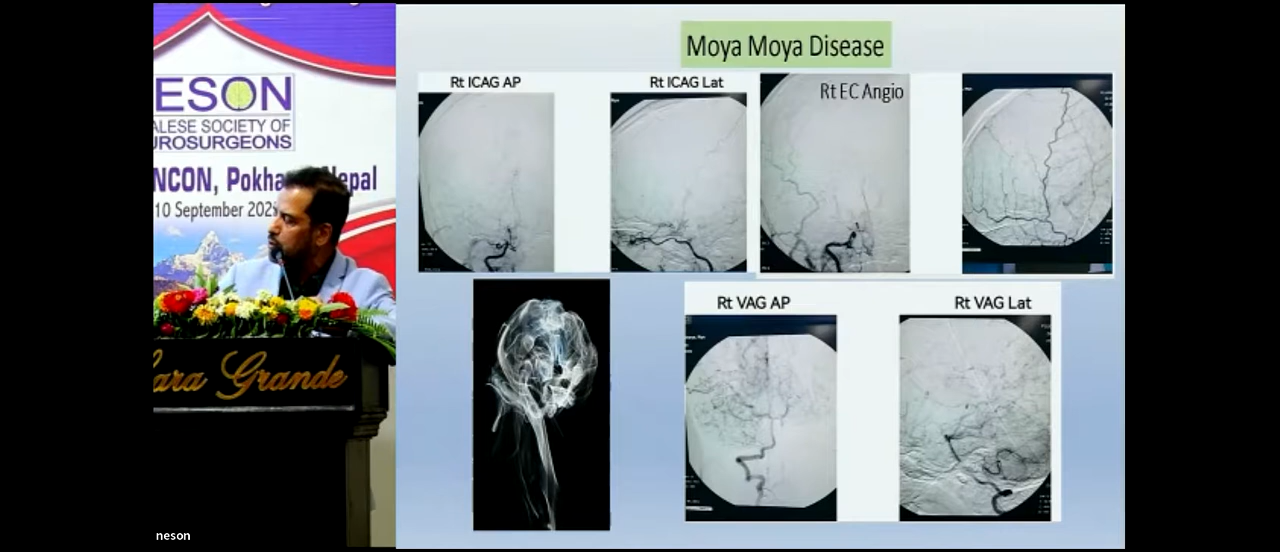 ESON
ALESE SOCIETY OF
UROSURGEONS
NCON, Pokha Nepal
10 September 202
ara Grande
neson
Moya Moya Disease
Rt ICAG AP
Rt ICAG Lat
Rt EC Angio
Rt VAG AP
Rt VAG Lat